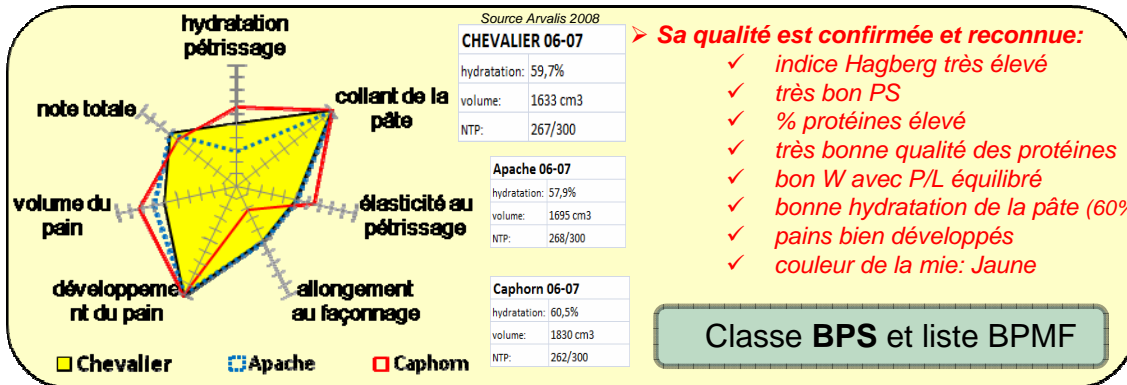 hydratation
pétrissage
note totale
collant de la
pâte
volume du
pain
élasticité au
pétrissage
développeme
nt du pain
allongement
au façonnage
Chevalier
Apache
Caphorn
Source Arvalis 2008
CHEVALIER 06-07
hydratation: 59,7%
volume: 1633 cm3
NTP: 267/300
Apache 06-07
hydratation: 57,9%
volume: 1695 cm3
NTP: 268/300
Caphorn 06-07
hydratation: 60,5%
volume: 1830 cm3
NTP: 262/300
➢ Sa qualité est confirmée et reconnue:
✓ indice Hagberg très élevé
✓ très bon PS
✓ % protéines élevé
✓ très bonne qualité des protéines
✓ bon W avec P/L équilibré
✓ bonne hydratation de la pâte (60%
✓ pains bien développés
✓ couleur de la mie: Jaune
Classe BPS et liste BPMF